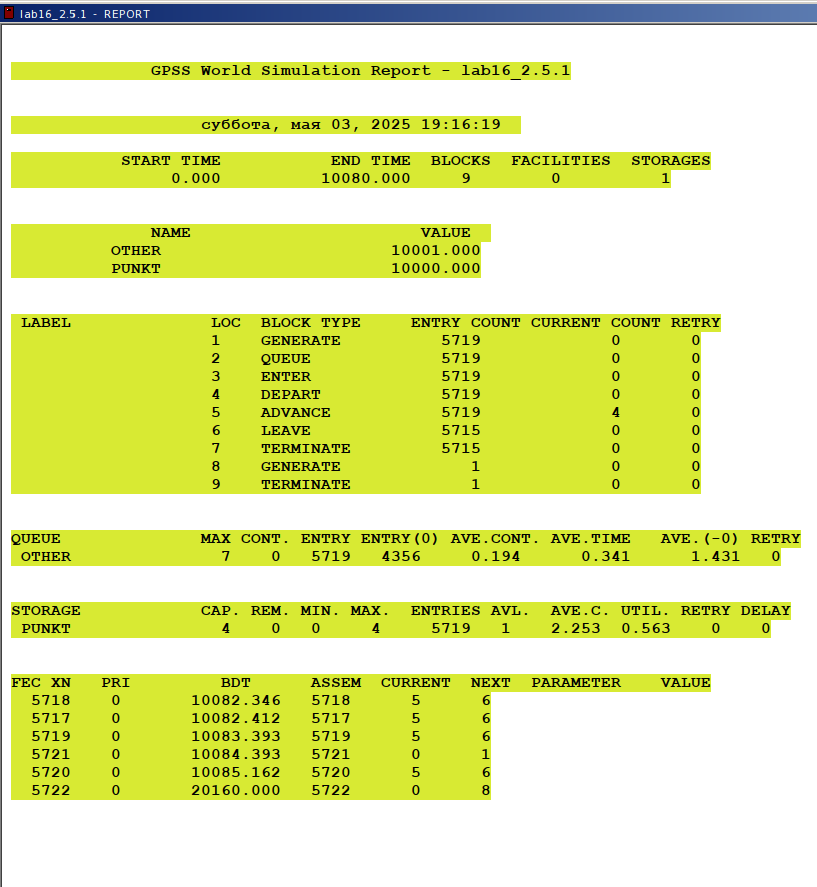 lab16_2.5.1 - REPORT
GPSS World Simulation Report - lab16_2.5.1
суббота, мая 03, 2025 19:16:19
START TIME END TIME BLOCKS FACILITIES STORAGES
0.000 10080.000 9 0 1
NAME VALUE
OTHER 10001.000
PUNKT 10000.000
LABEL LOC BLOCK TYPE ENTRY COUNT CURRENT COUNT RETRY
1 GENERATE 5719 0 0
2 QUEUE 5719 0 0
3 ENTER 5719 0 0
4 DEPART 5719 0 0
5 ADVANCE 5719 4 0
6 LEAVE 5715 0 0
7 TERMINATE 5715 0 0
8 GENERATE 1 0 0
9 TERMINATE 1 0 0
QUEUE MAX CONT. ENTRY ENTRY(0) AVE.CONT. AVE.TIME AVE.(-0) RETRY
OTHER 7 0 5719 4356 0.194 0.341 1.431 0
STORAGE CAP. REM. MIN. MAX. ENTRIES AVL. AVE.C. UTIL. RETRY DELAY
PUNKT 4 0 0 4 5719 1 2.253 0.563 0 0
FEC XN PRI BDT ASSEM CURRENT NEXT PARAMETER VALUE
5718 0 10082.346 5718 5 6
5717 0 10082.412 5717 5 6
5719 0 10083.393 5719 5 6
5721 0 10084.393 5721 0 1
5720 0 10085.162 5720 5 6
5722 0 20160.000 5722 0 8